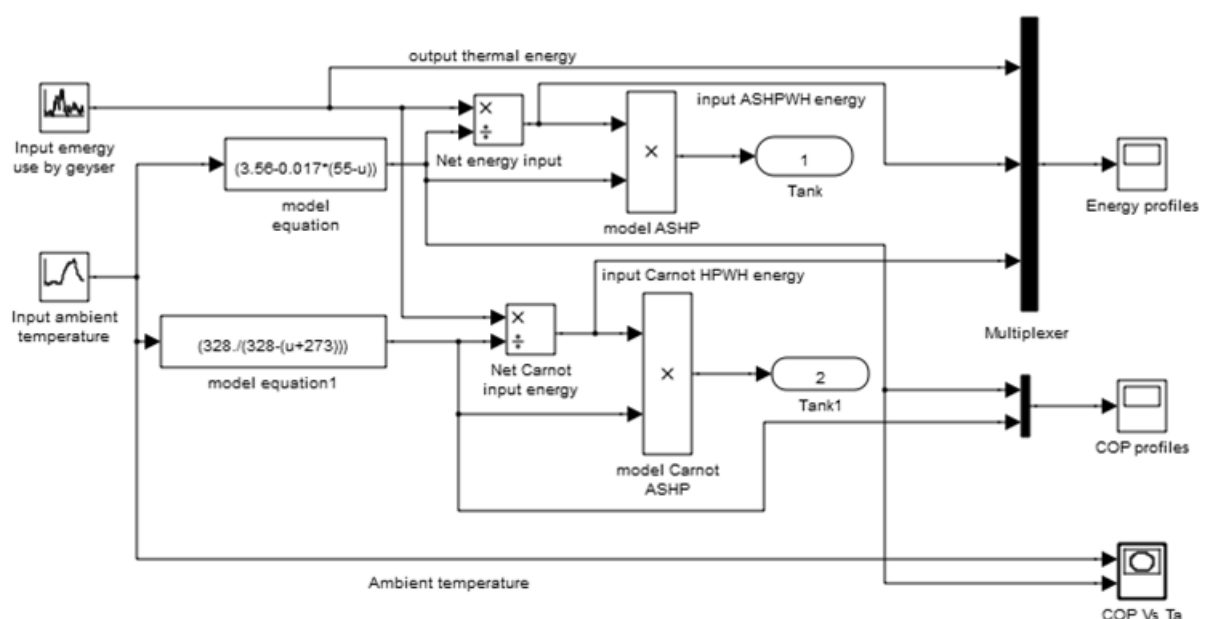 output thermal energy
Input emergy
use by geyser
×
÷
Net energy input
input ASHPWH energy
(3.56-0.017*(55-u))
model
equation
×
model ASHP
1
Tank
Energy profiles
Input ambient
temperature
input Carnot HPWH energy
Multiplexer
(328./(328-(u+273)))
model equation1
×
÷
Net Carnot
input energy
×
model Carnot
ASHP
2
Tank1
COP profiles
Ambient temperature
COP Vs Ta